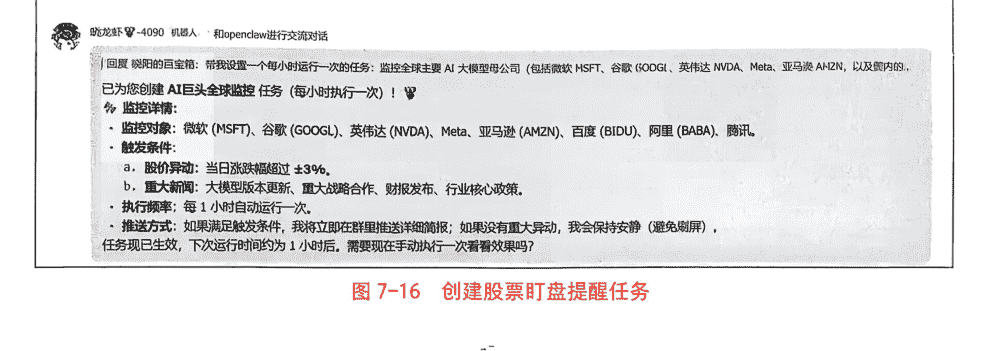 晓龙虾🦞-4090 机器人 和openclaw进行交流对话
回复 晓阳的百宝箱：帮我设置一个每小时运行一次的任务：监控全球主要 AI 大模型母公司（包括微软 MSFT、谷歌 GOOGL、英伟达 NVDA、Meta、亚马逊 AMZN，以及国内的...
已为您创建 AI巨头全球监控 任务（每小时执行一次）！🦞
监控详情：
· 监控对象：微软 (MSFT)、谷歌 (GOOGL)、英伟达 (NVDA)、Meta、亚马逊 (AMZN)、百度 (BIDU)、阿里 (BABA)、腾讯。
· 触发条件：
a. 股价异动：当日涨跌幅超过 ±3%。
b. 重大新闻：大模型版本更新、重大战略合作、财报发布、行业核心政策。
· 执行频率：每 1 小时自动运行一次。
· 推送方式：如果满足触发条件，我将立即在群里推送详细简报；如果没有重大异动，我会保持安静（避免刷屏）。
任务现已生效，下次运行时间约为 1 小时后。需要现在手动执行一次看看效果吗？
图 7-16 创建股票盯盘提醒任务